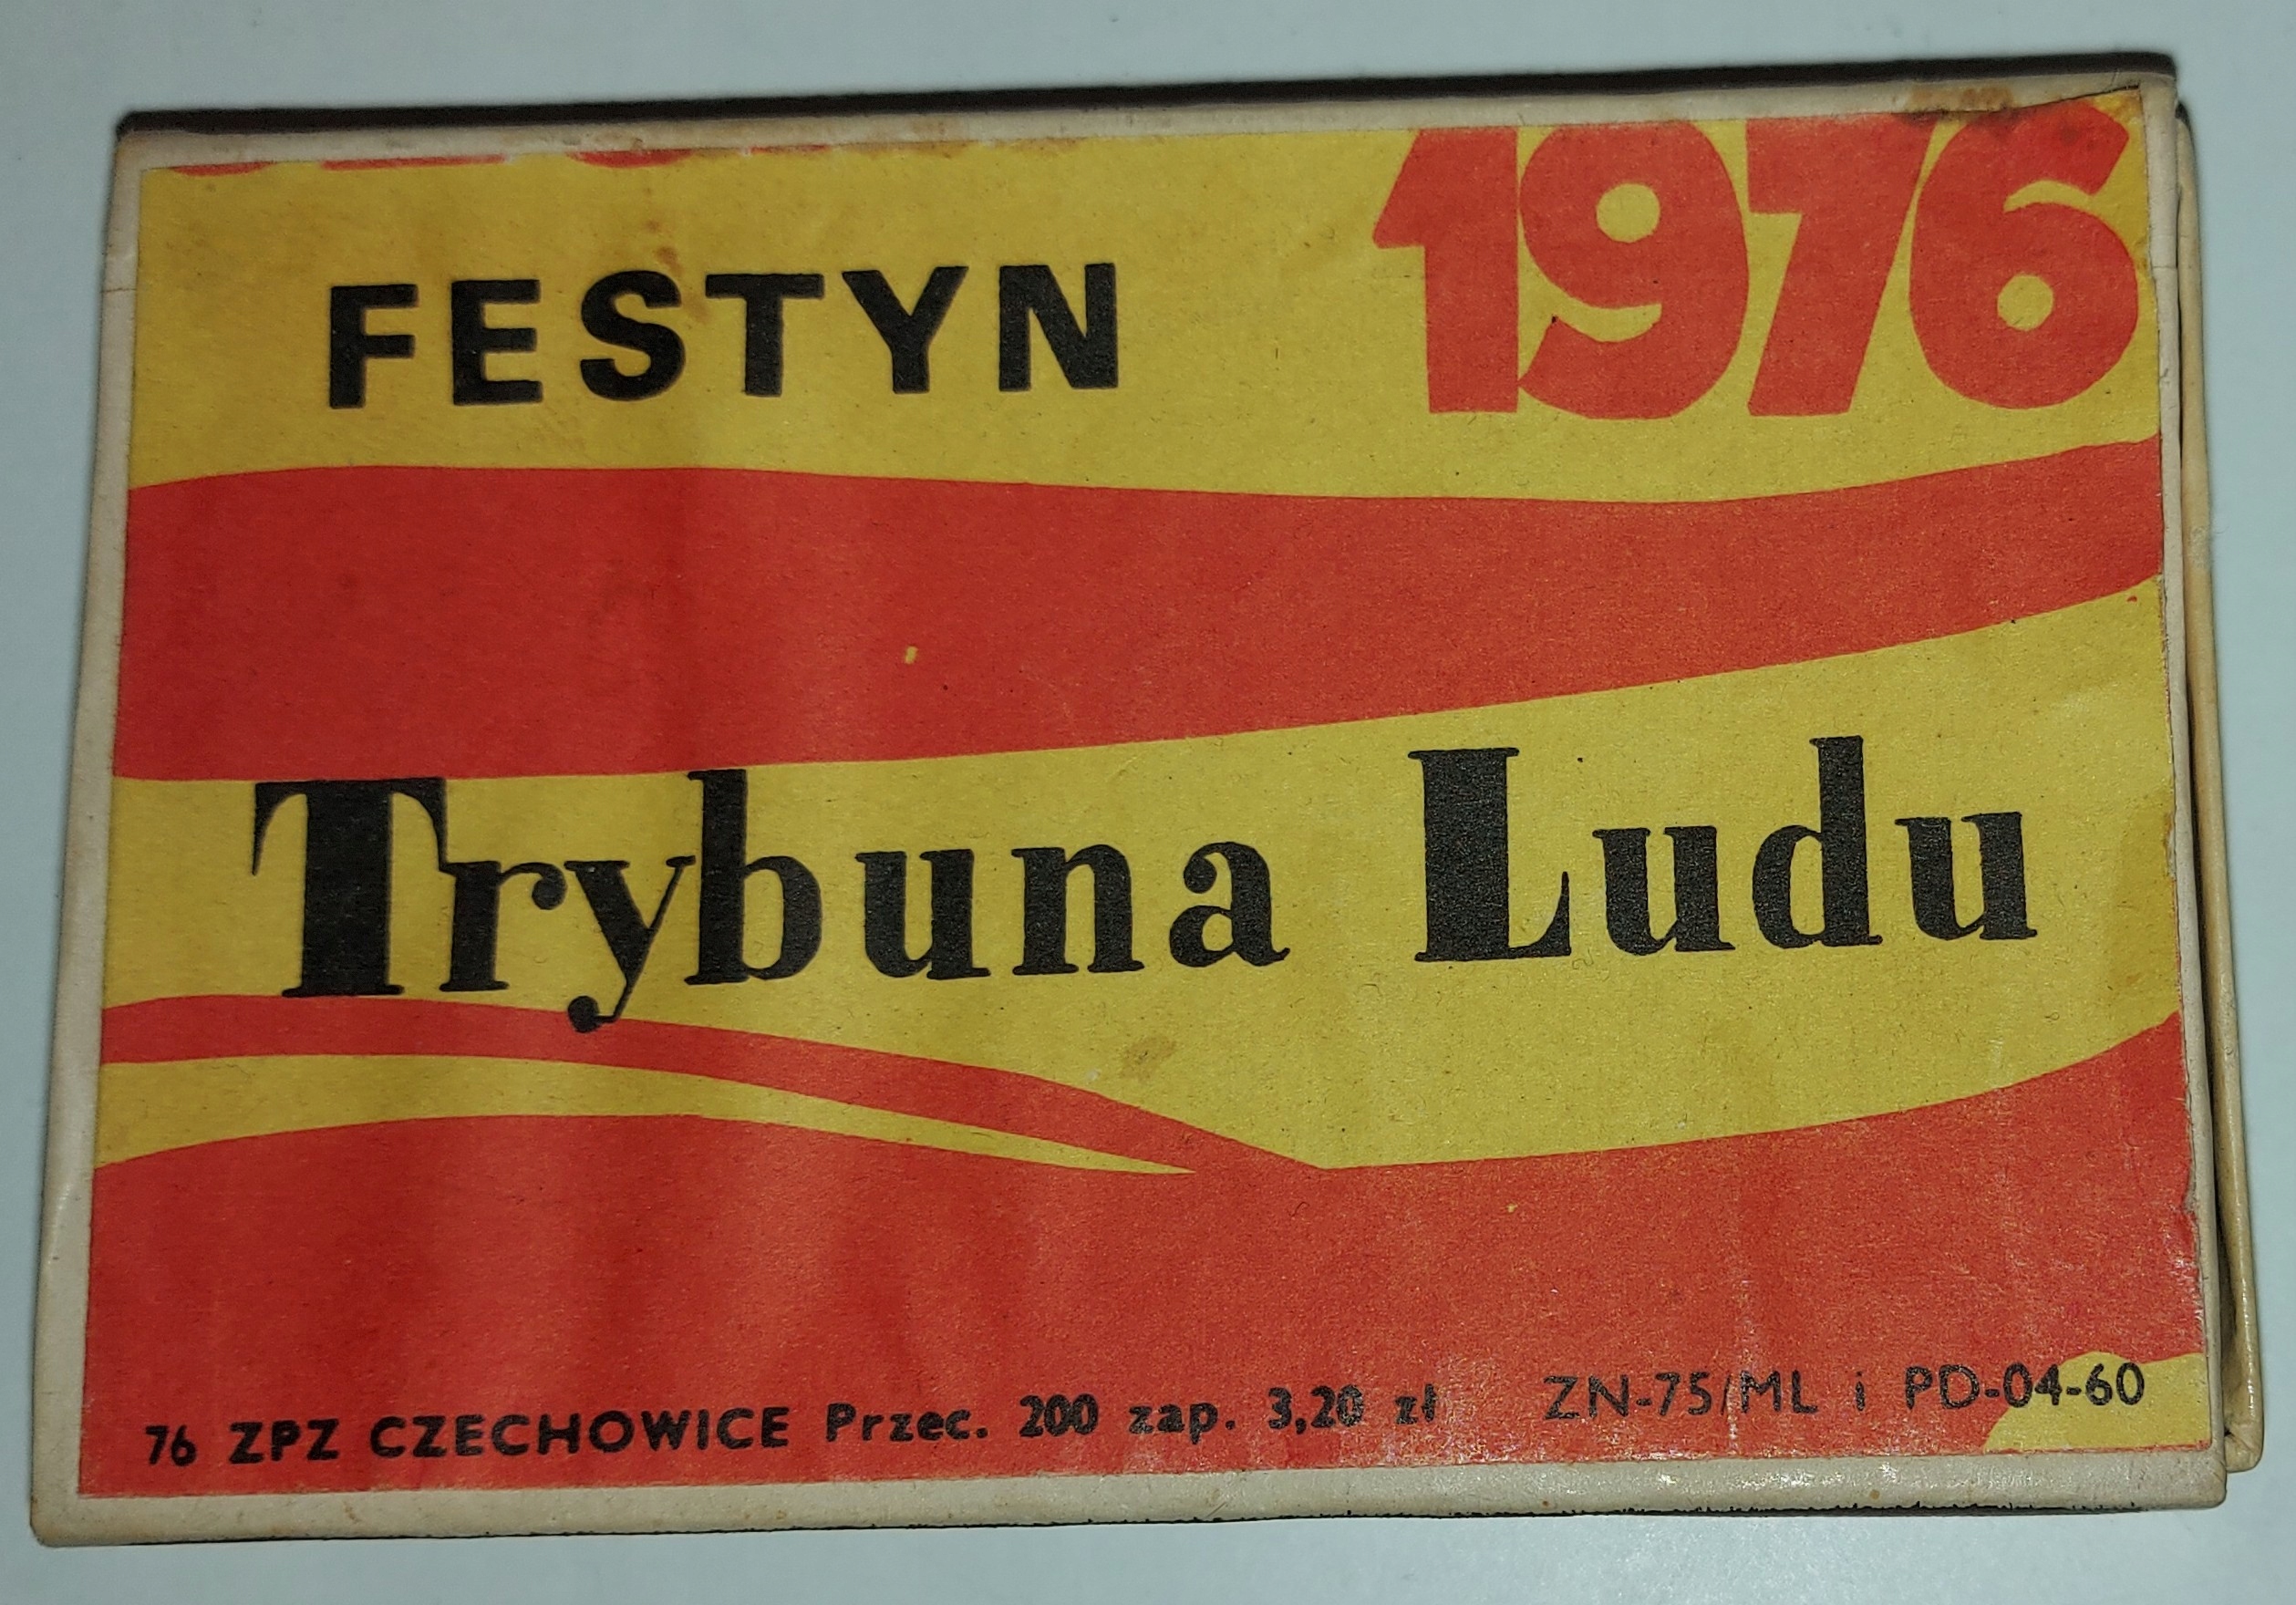 FESTYN
1976
Trybuna Ludu
76 ZPZ CZECHOWICE Przec. 200 zap. 3,20 zł ZN-75/ML i PD-04-60